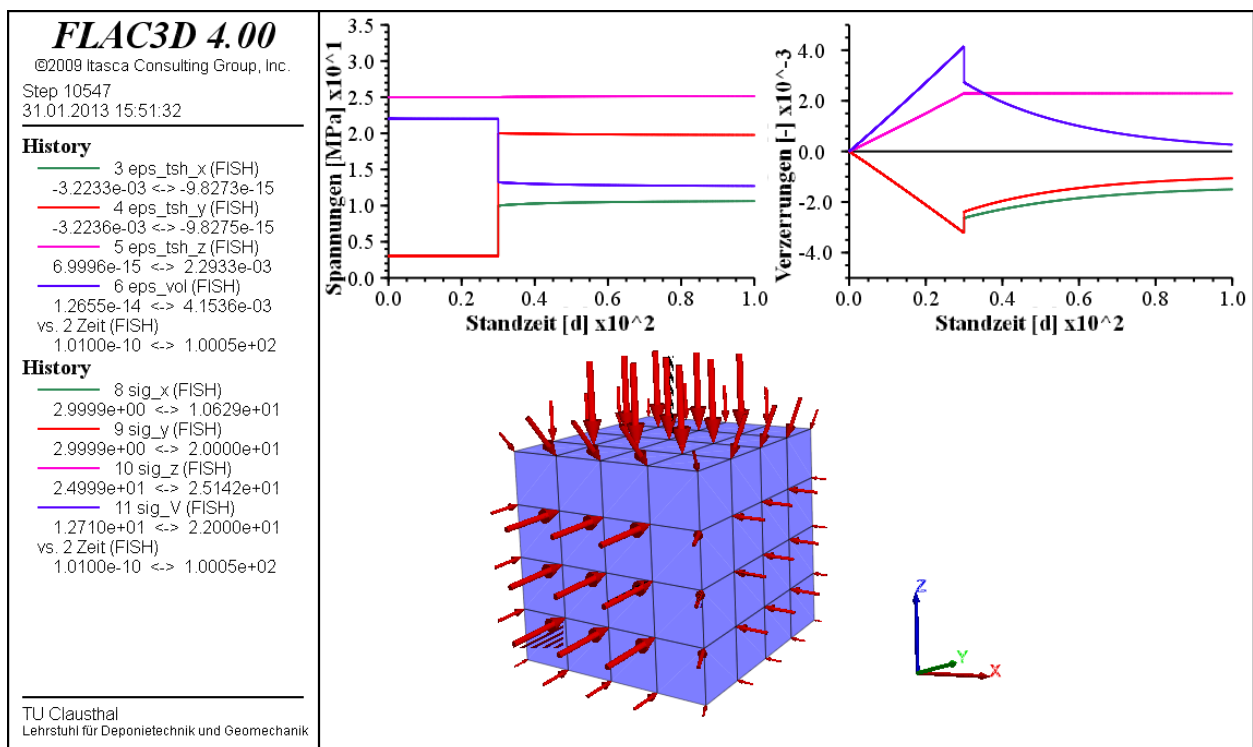 FLAC3D 4.00
©2009 Itasca Consulting Group, Inc.
Step 10547
31.01.2013 15:51:32
History
3 eps_tsh_x (FISH)
-3.2233e-03 <-> -9.8273e-15
4 eps_tsh_y (FISH)
-3.2236e-03 <-> -9.8275e-15
5 eps_tsh_z (FISH)
6.9996e-15 <-> 2.2933e-03
6 eps_vol (FISH)
1.2655e-14 <-> 4.1536e-03
vs. 2 Zeit (FISH)
1.0100e-10 <-> 1.0005e+02
History
8 sig_x (FISH)
2.9999e+00 <-> 1.0629e+01
9 sig_y (FISH)
2.9999e+00 <-> 2.0000e+01
10 sig_z (FISH)
2.4999e+01 <-> 2.5142e+01
11 sig_V (FISH)
1.2710e+01 <-> 2.2000e+01
vs. 2 Zeit (FISH)
1.0100e-10 <-> 1.0005e+02
TU Clausthal
Lehrstuhl für Deponietechnik und Geomechanik
Spannungen [MPa] x10^1
3.5
3.0
2.5
2.0
1.5
1.0
0.5
0.0
0.0 0.2 0.4 0.6 0.8 1.0
Standzeit [d] x10^2
Verzerrungen [-] x10^-3
4.0
2.0
0.0
-2.0
-4.0
0.0 0.2 0.4 0.6 0.8 1.0
Standzeit [d] x10^2
Z
Y
X